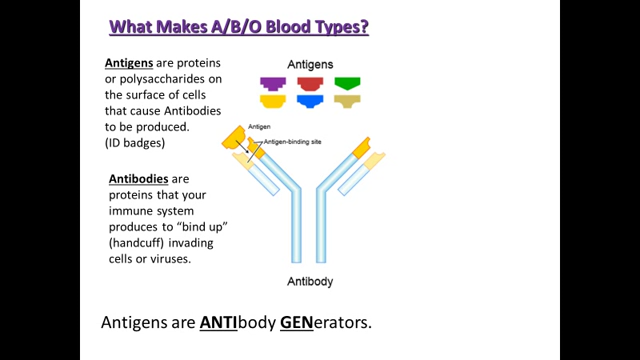 What Makes A/B/O Blood Types?
Antigens are proteins
or polysaccharides on
the surface of cells
that cause Antibodies
to be produced.
(ID badges)
Antibodies are
proteins that your
immune system
produces to “bind up”
(handcuff) invading
cells or viruses.
Antigens
Antigen
Antigen-binding site
Antibody
Antigens are ANTIbody GENerators.